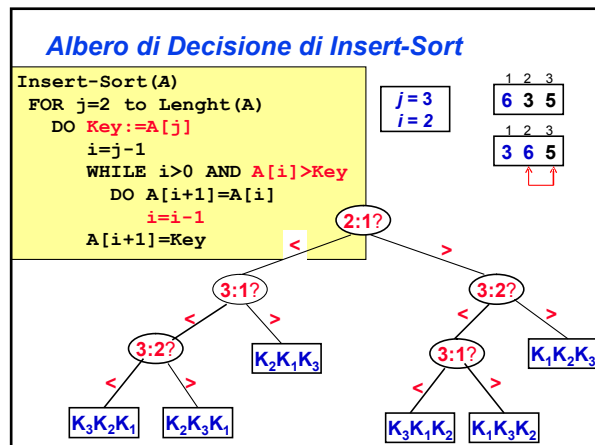 Albero di Decisione di Insert-Sort
Insert-Sort(A)
FOR j=2 to Lenght(A)
DO Key:=A[j]
i=j-1
WHILE i>0 AND A[i]>Key
DO A[i+1]=A[i]
i=i-1
A[i+1]=Key
j = 3
i = 2
1 2 3
6 3 5
1 2 3
3 6 5
2:1?
< >
3:1? 3:2?
< > < >
3:2? K₂K₁K₃ 3:1? K₁K₂K₃
< > < >
K₃K₂K₁ K₂K₃K₁ K₃K₁K₂ K₁K₃K₂